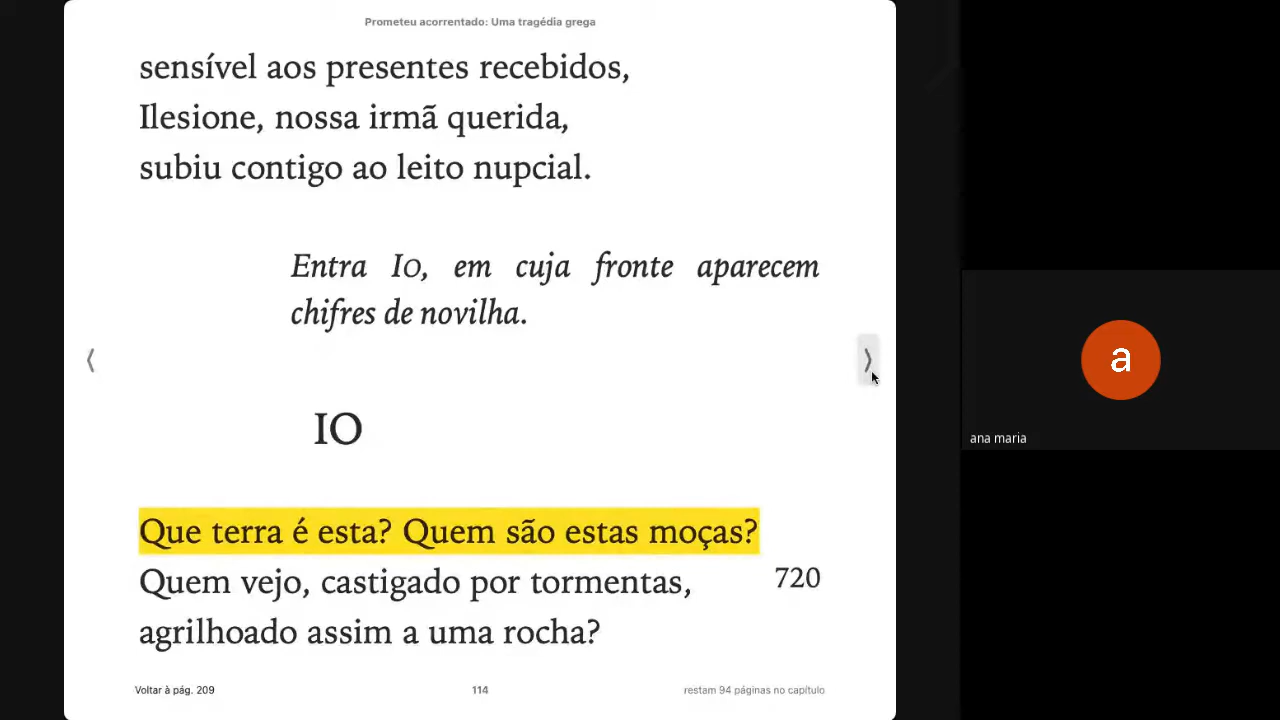 Prometeu acorrentado: Uma tragédia grega
sensível aos presentes recebidos,
Ilesione, nossa irmã querida,
subiu contigo ao leito nupcial.
Entra Io, em cuja fronte aparecem
chifres de novilha.
IO
Que terra é esta? Quem são estas moças?
Quem vejo, castigado por tormentas, 720
agrilhoado assim a uma rocha?
Voltar à pág. 209 114 restam 94 páginas no capítulo
a
ana maria